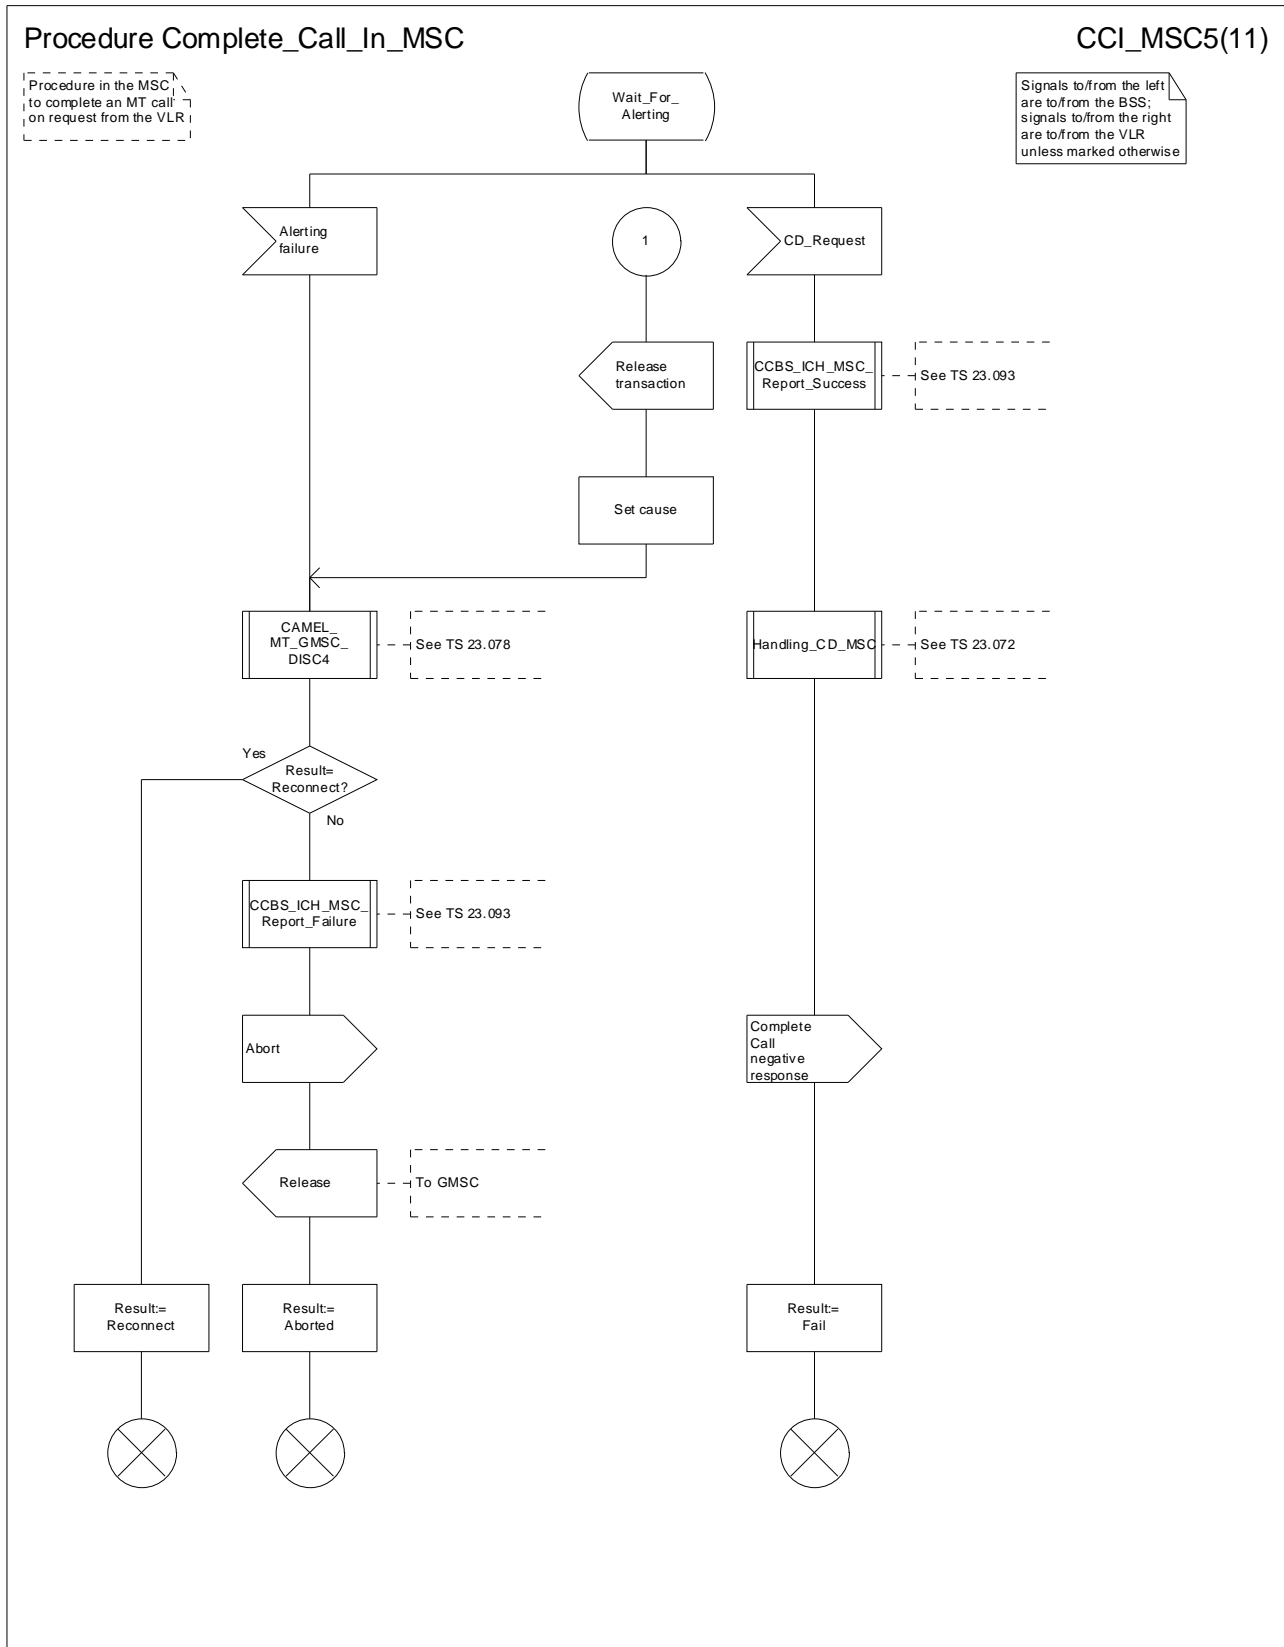 Procedure Complete_Call_In_MSC
CCI_MSC5(11)
Procedure in the MSC
to complete an MT call
on request from the VLR
Wait_For_
Alerting
Signals to/from the left
are to/from the BSS;
signals to/from the right
are to/from the VLR
unless marked otherwise
Alerting
failure
1
CD_Request
Release
transaction
CCBS_ICH_MSC_
Report_Success
See TS 23.093
Set cause
CAMEL_
MT_GMSC_
DISC4
See TS 23.078
Handling_CD_MSC
See TS 23.072
Yes
Result=
Reconnect?
No
CCBS_ICH_MSC_
Report_Failure
See TS 23.093
Abort
Complete
Call
negative
response
Release
To GMSC
Result:=
Reconnect
Result:=
Aborted
Result:=
Fail